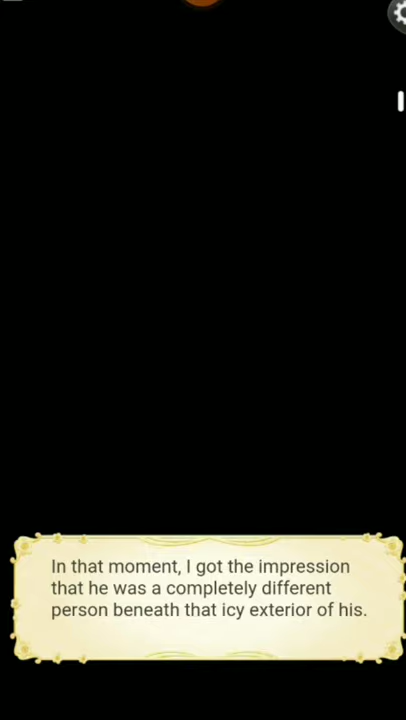 In that moment, I got the impression
that he was a completely different
person beneath that icy exterior of his.